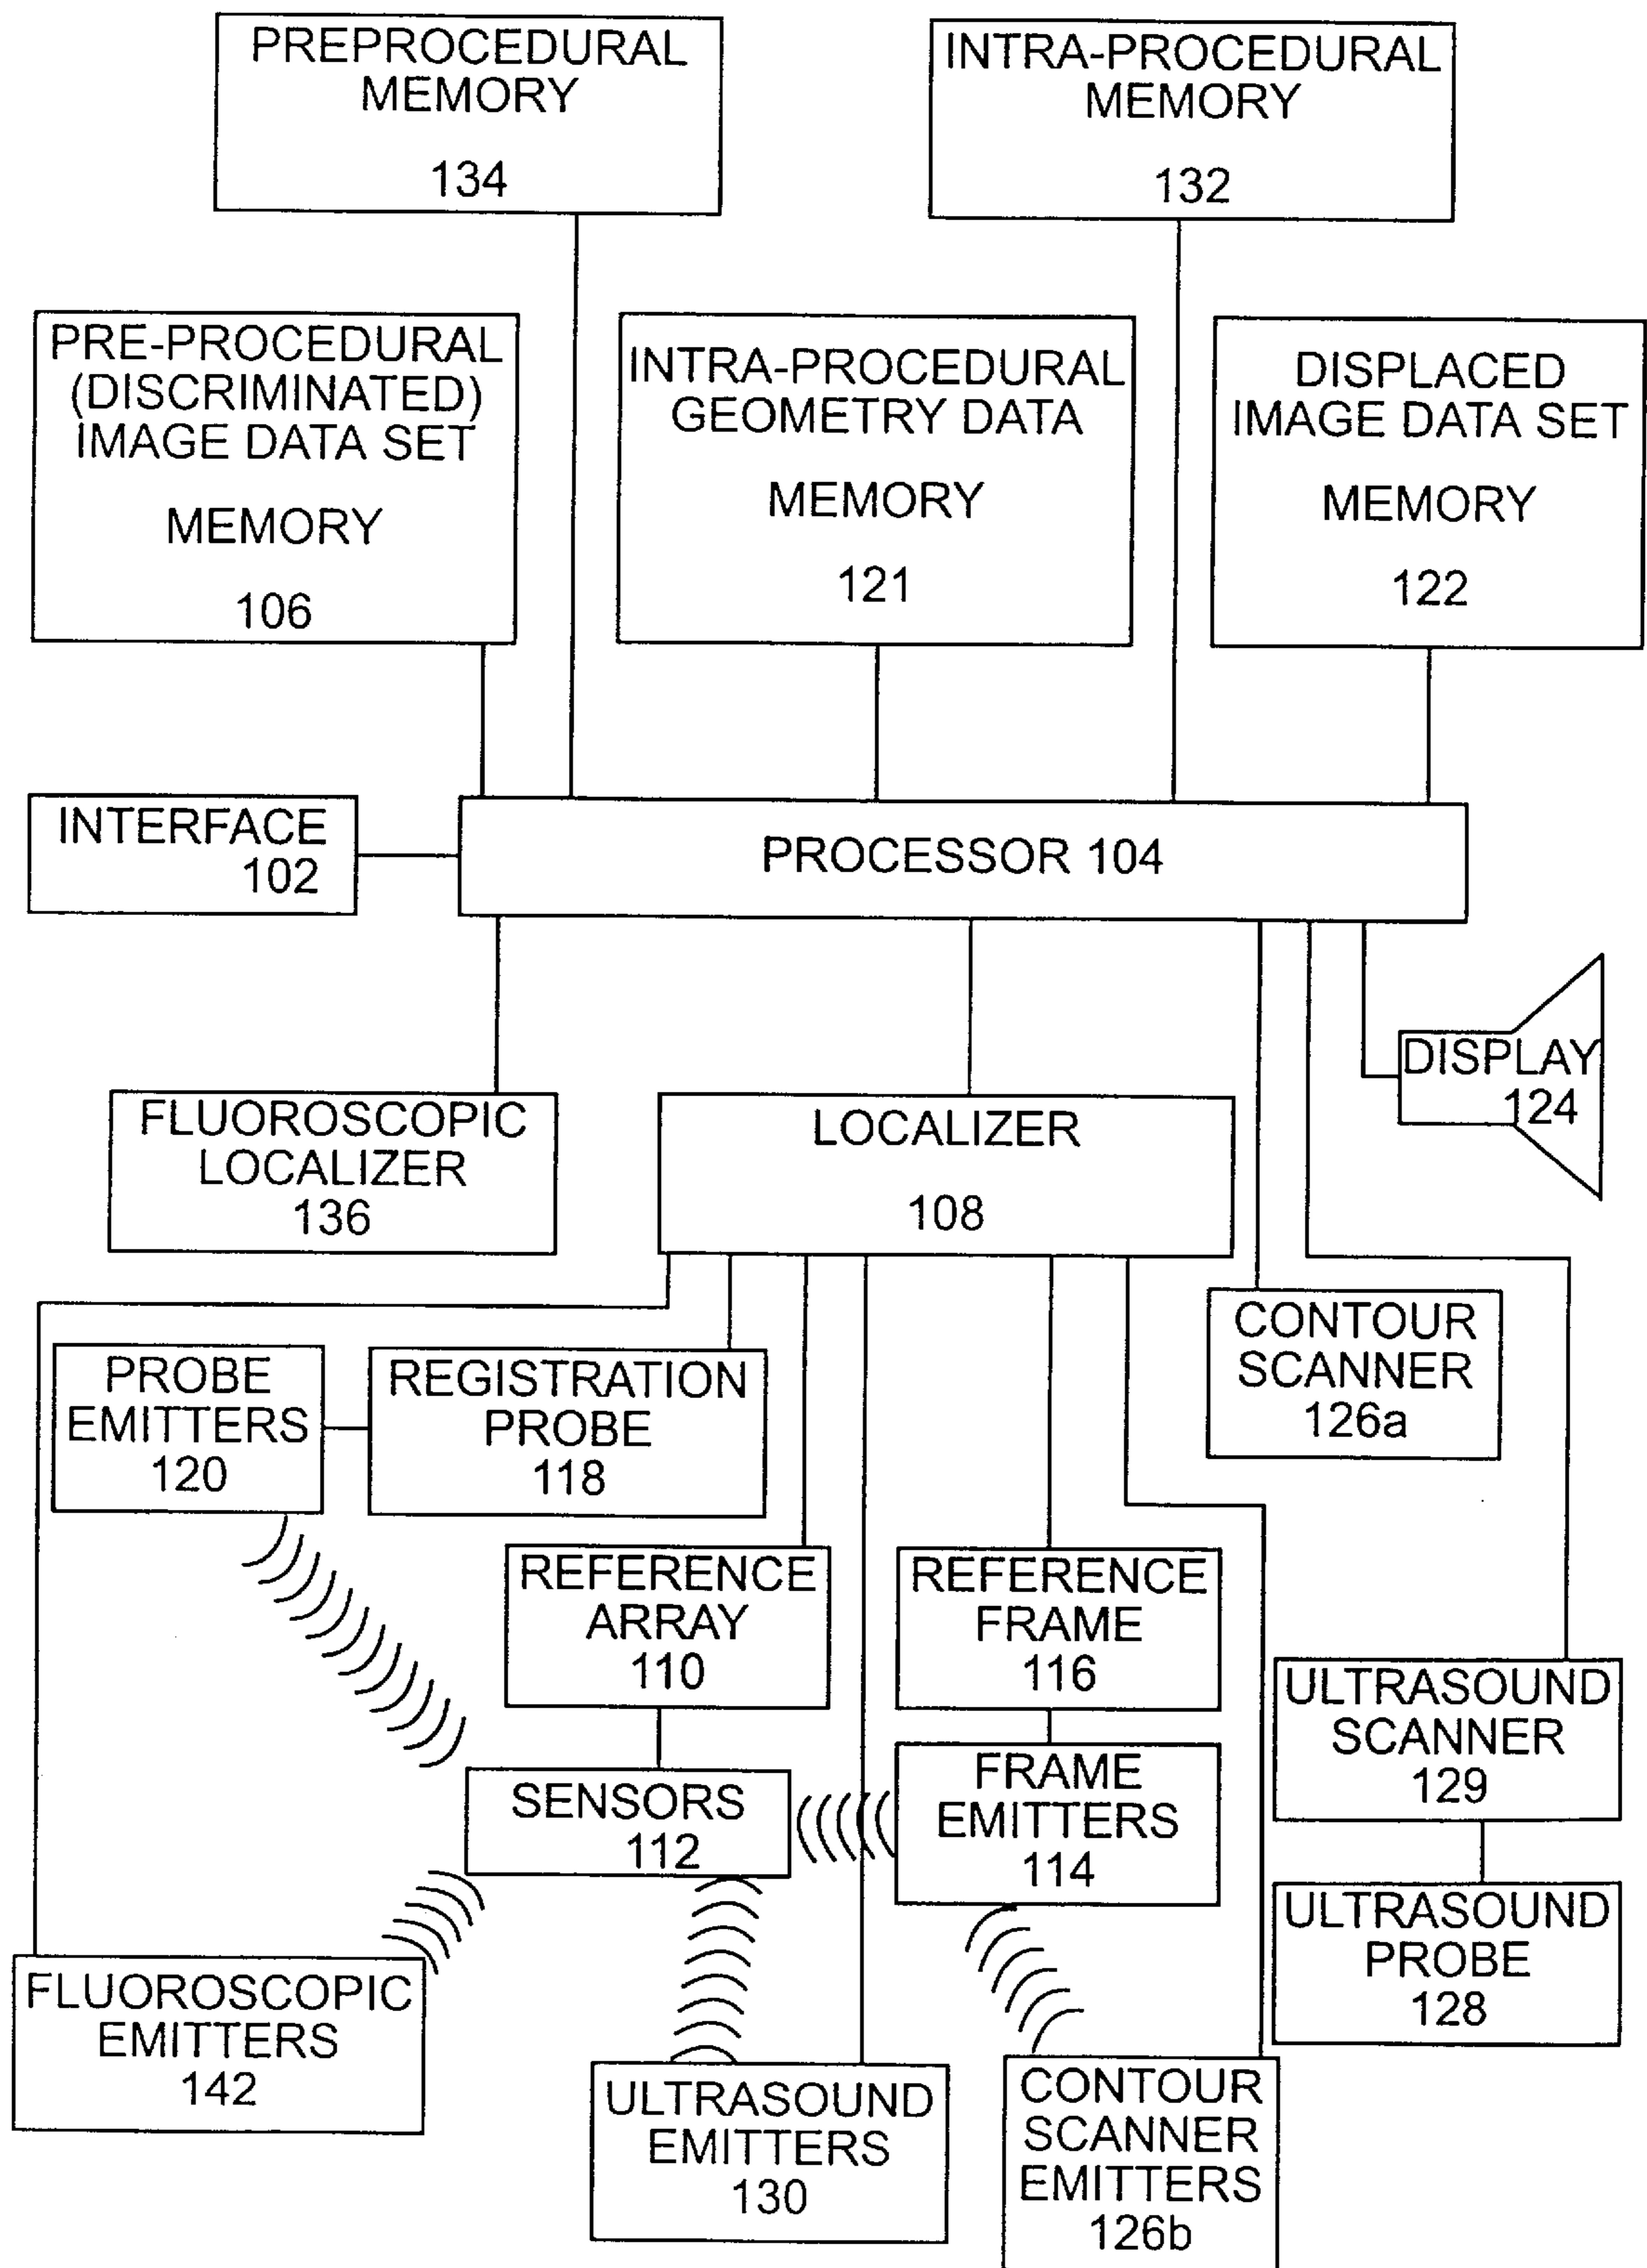 PREPROCEDURAL
MEMORY
134
INTRA-PROCEDURAL
MEMORY
132
PRE-PROCEDURAL
(DISCRIMINATED)
IMAGE DATA SET
MEMORY
106
INTRA-PROCEDURAL
GEOMETRY DATA
MEMORY
121
DISPLACED
IMAGE DATA SET
MEMORY
122
INTERFACE
102
PROCESSOR 104
DISPLAY
124
FLUOROSCOPIC
LOCALIZER
136
LOCALIZER
108
CONTOUR
SCANNER
126a
PROBE
EMITTERS
120
REGISTRATION
PROBE
118
REFERENCE
ARRAY
110
REFERENCE
FRAME
116
ULTRASOUND
SCANNER
129
SENSORS
112
FRAME
EMITTERS
114
ULTRASOUND
PROBE
128
FLUOROSCOPIC
EMITTERS
142
ULTRASOUND
EMITTERS
130
CONTOUR
SCANNER
EMITTERS
126b